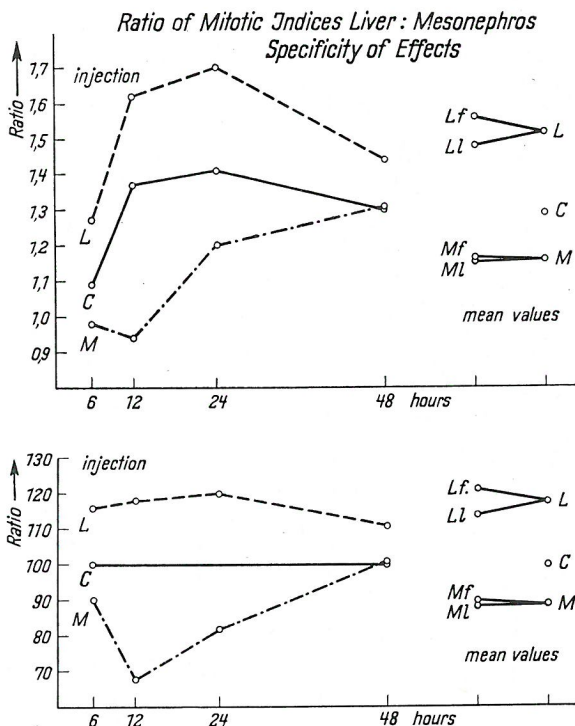 Ratio of Mitotic Indices Liver : Mesonephros
Specificity of Effects
Ratio
injection
1,7
1,6
1,5
1,4
1,3
1,2
1,1
1,0
0,9
L
C
M
6 12 24 48 hours
Lf
Ll
L
C
Mf
Ml
M
mean values
Ratio
injection
130
120
110
100
90
80
70
L
C
M
6 12 24 48
hours
Lf.
Ll
L
C
Mf
Ml
M
mean values